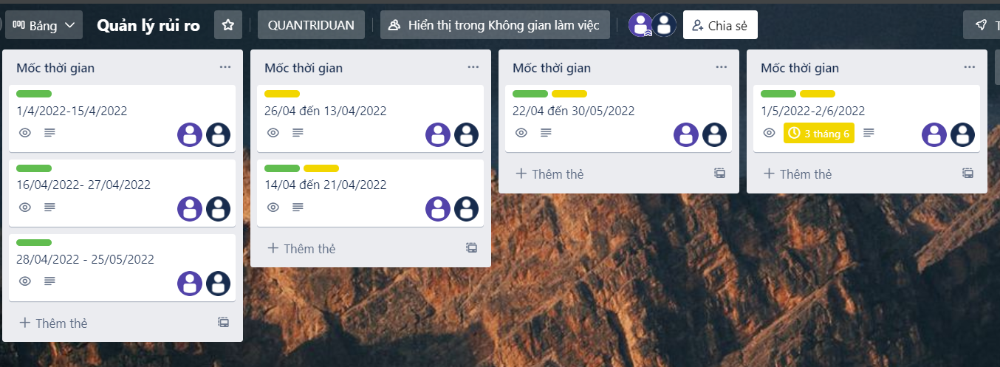 Bảng
Quản lý rủi ro
QUANTRIDUAN
Hiển thị trong Không gian làm việc
Chia sẻ
Mốc thời gian
1/4/2022-15/4/2022
16/04/2022- 27/04/2022
28/04/2022 - 25/05/2022
Thêm thẻ
Mốc thời gian
26/04 đến 13/04/2022
14/04 đến 21/04/2022
Thêm thẻ
Mốc thời gian
22/04 đến 30/05/2022
Thêm thẻ
Mốc thời gian
1/5/2022-2/6/2022
3 tháng 6
Thêm thẻ